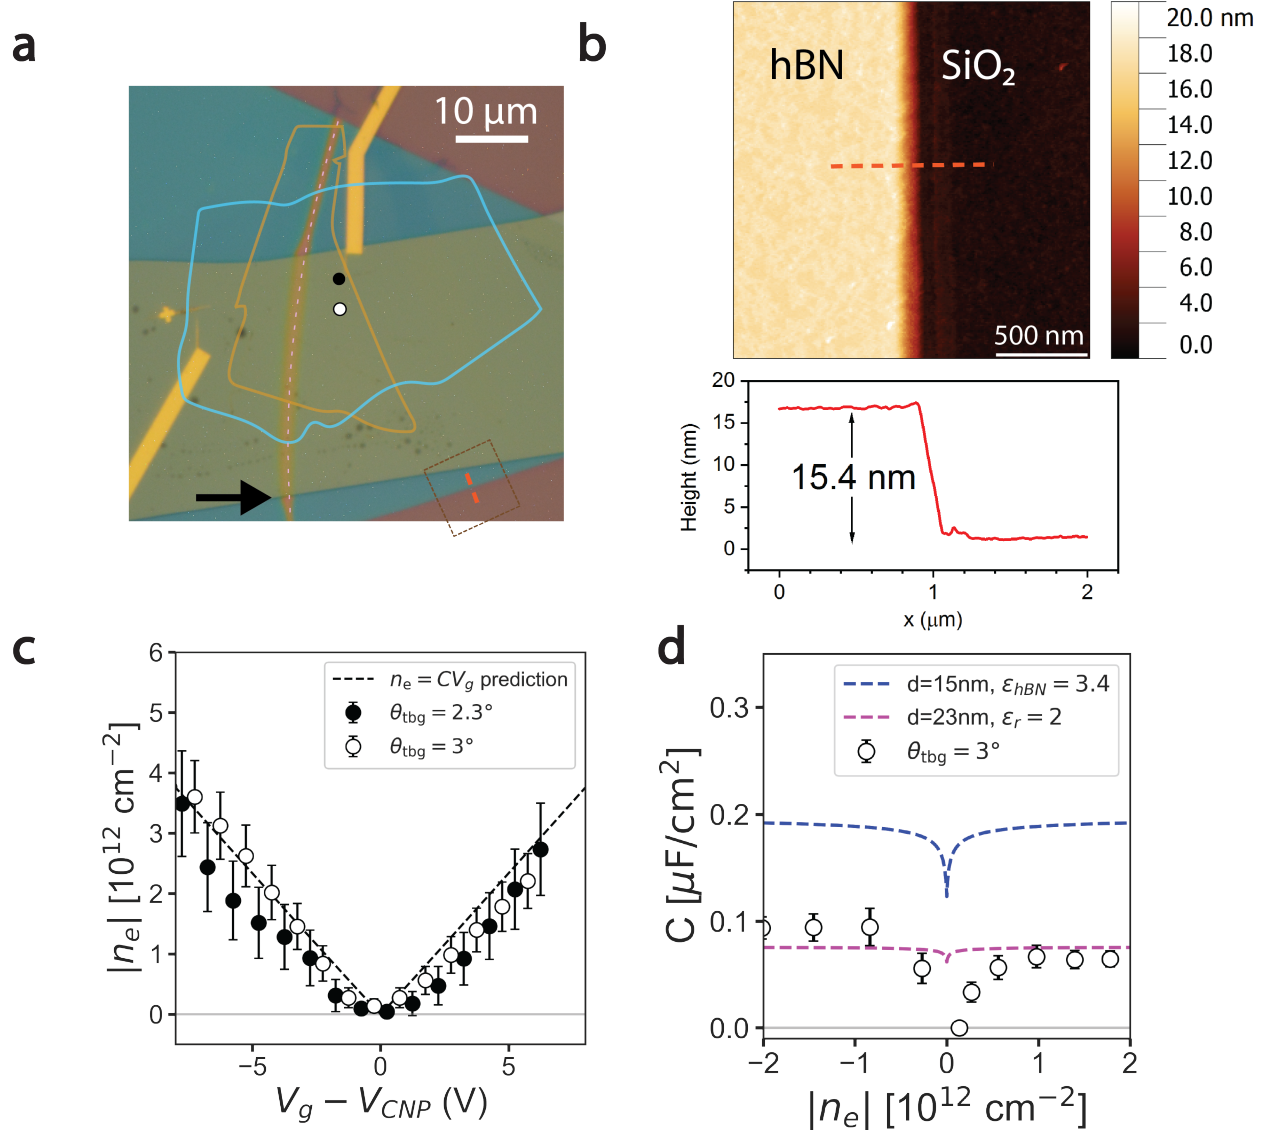 a
10 μm
b
hBN
SiO₂
500 nm
20.0 nm
18.0
16.0
14.0
12.0
10.0
8.0
6.0
4.0
0.0
20
15
10
5
0
Height (nm)
15.4 nm
0
1
2
x (μm)
c
6
5
4
3
2
1
0
|nₑ| [10¹² cm⁻²]
nₑ = CV_g prediction
θ_tbg = 2.3°
θ_tbg = 3°
−5
0
5
V_g − V_CNP (V)
d
0.3
0.2
0.1
0.0
C [μF/cm²]
d=15nm, ε_hBN = 3.4
d=23nm, ε_r = 2
θ_tbg = 3°
−2
−1
0
1
2
|nₑ| [10¹² cm⁻²]